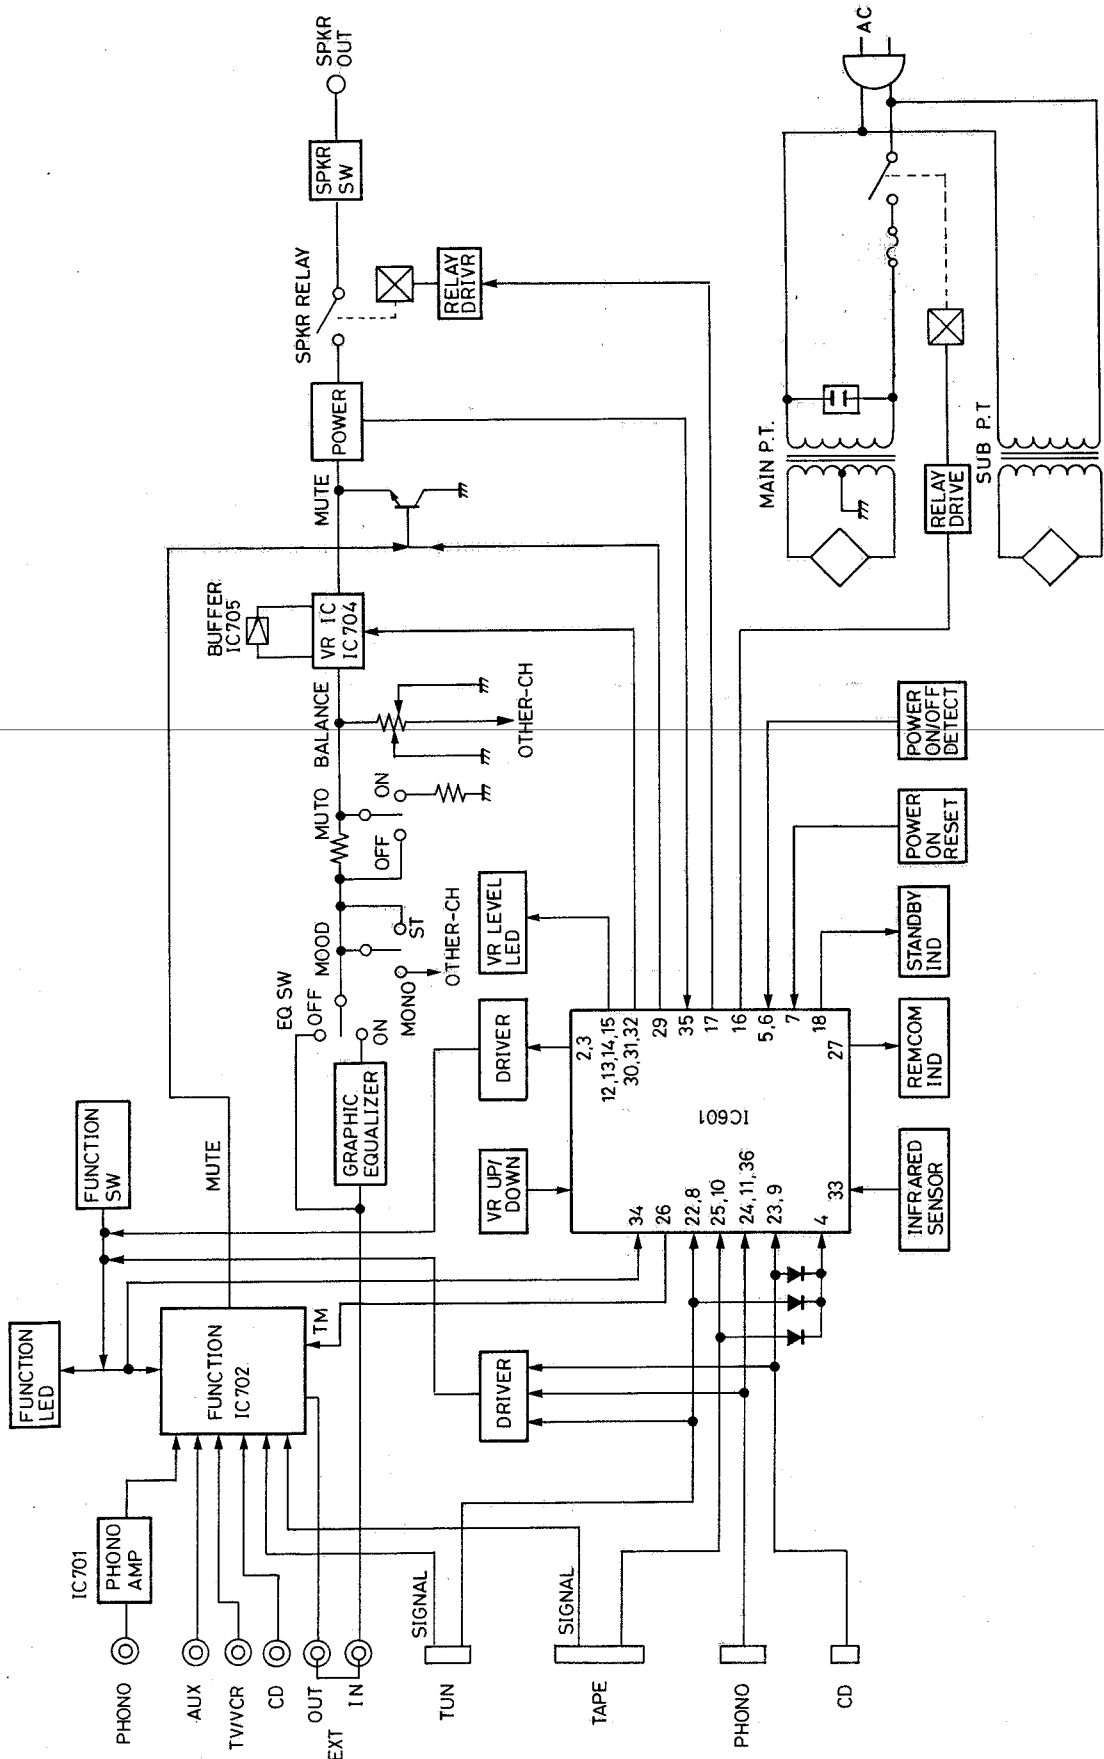 PHONO
AUX
TV/VCR
CD
OUT
EXT
IN
TUN
TAPE
PHONO
CD
IC701
PHONO
AMP
SIGNAL
SIGNAL
FUNCTION
LED
FUNCTION
IC702
TM
DRIVER
FUNCTION
SW
MUTE
GRAPHIC
EQUALIZER
EQ SW
OFF
ON
MOOD
MONO
ST
OTHER-CH
MUTO
OFF
ON
BALANCE
OTHER-CH
BUFFER
IC705
VR IC
IC704
MUTE
POWER
SPKR RELAY
RELAY
DRIVR
SPKR
SW
SPKR
OUT
VR UP/
DOWN
DRIVER
VR LEVEL
LED
IC601
34
26
22,8
25,10
24,11,36
23,9
4
33
2,3
12,13,14,15
30,31,32
29
35
17
16
5,6
7
18
27
INFRARED
SENSOR
REMCOM
IND
STANDBY
IND
POWER
ON
RESET
POWER
ON/OFF
DETECT
RELAY
DRIVE
MAIN P.T.
SUB P.T
AC